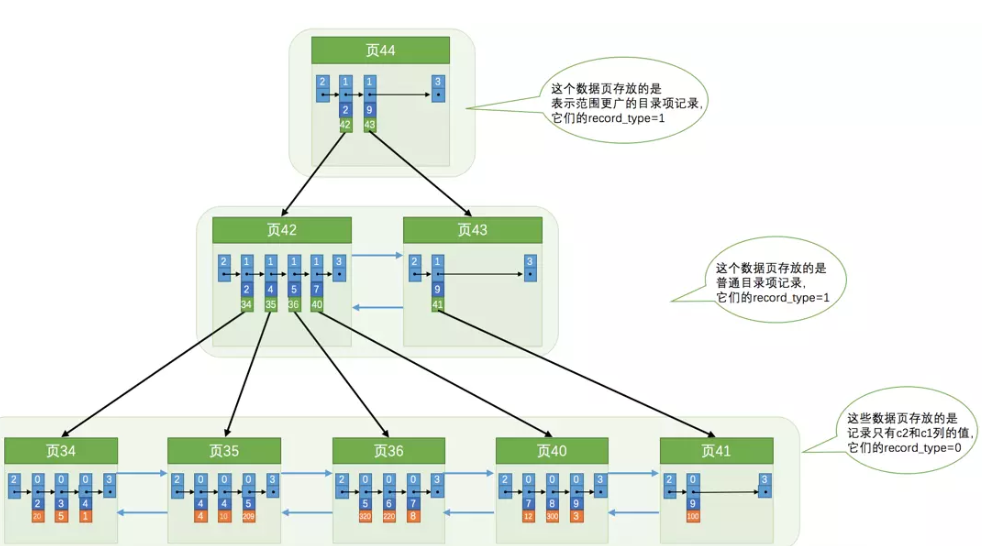 页44
2 1 1 3
2 9
42 43
这个数据页存放的是
表示范围更广的目录项记录，
它们的record_type=1
页42
页43
2 1 1 1 1 3
2 4 5 7
34 35 36 40
2 1 3
9
41
这个数据页存放的是
普通目录项记录，
它们的record_type=1
这些数据页存放的是
记录只有c2和c1列的值，
它们的record_type=0
页34
2 0 0 0 3
2 3 4
20 5 1
页35
2 0 0 0 3
4 4 5
4 10 209
页36
2 0 0 0 3
5 6 7
320 220 8
页40
2 0 0 0 3
7 8 9
12 300 3
页41
2 0 3
9
100